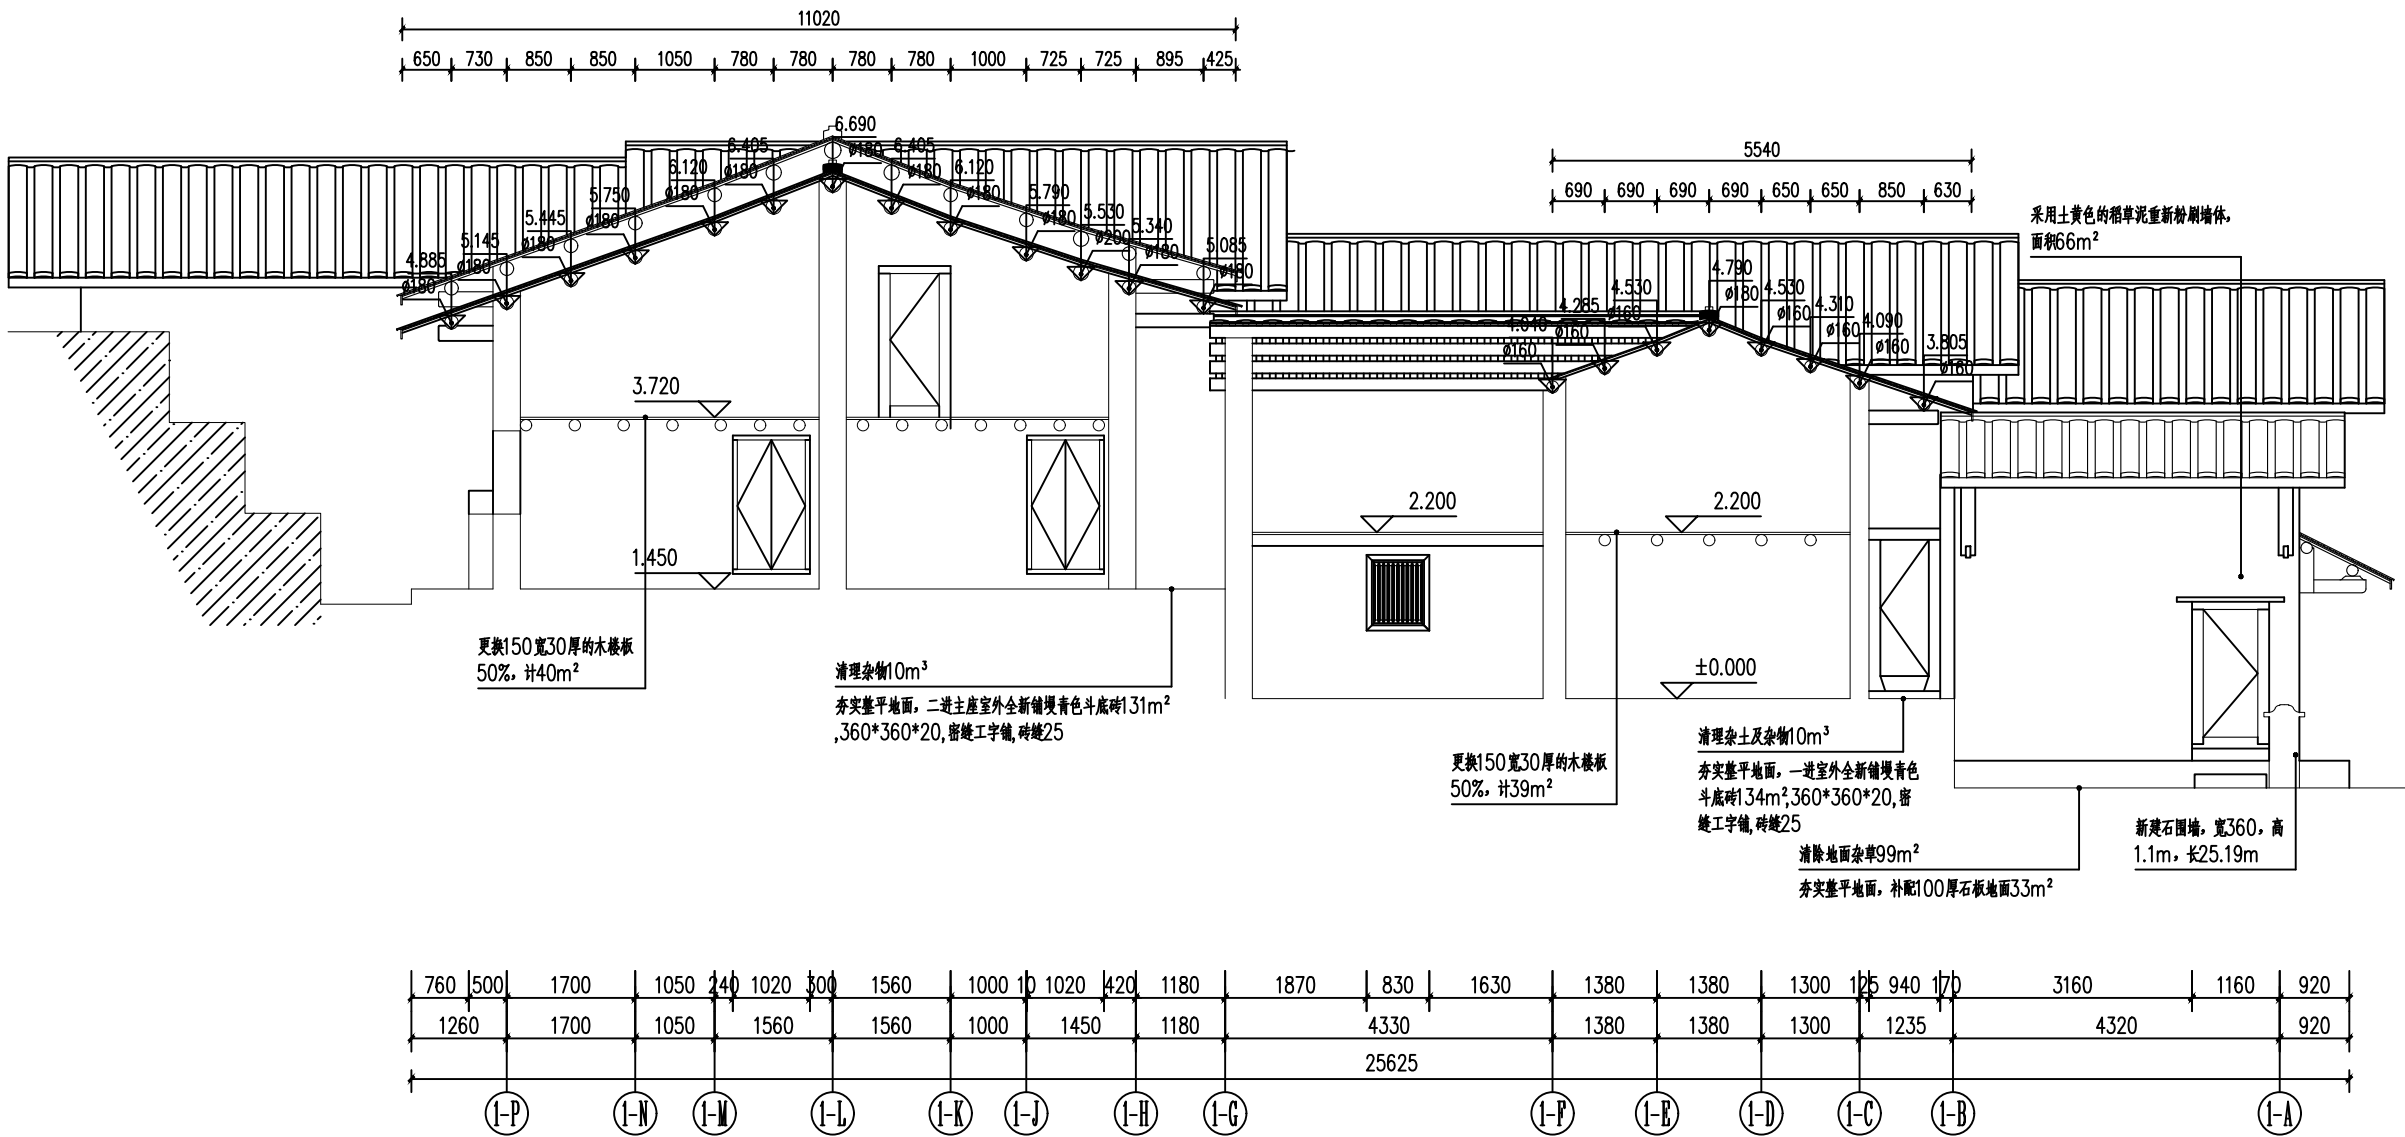 11020
650 730 850 850 1050 780 780 780 780 1000 725 725 895 425
6.690
ø180
6.405
ø180
6.405
ø180
6.120
ø180
6.120
ø180
5.750
ø180
5.790
ø180
5.445
ø180
5.530
ø200
5.145
ø180
5.340
ø180
4.885
ø180
5.085
ø180
5540
690 690 690 690 650 650 850 630
采用土黄色的稻草泥重新粉刷墙体，
面积66m²
4.790
ø180
4.530
ø160
4.530
ø160
4.285
ø160
4.310
ø160
4.040
ø160
4.090
ø160
3.805
ø160
3.720
2.200
2.200
1.450
±0.000
更换150宽30厚的木楼板
50%，计40m²
清理杂物10m³
夯实整平地面，二进主座室外全新铺墁青色斗底砖131m²
,360*360*20,密缝工字铺,砖缝25
更换150宽30厚的木楼板
50%，计39m²
清理杂土及杂物10m³
夯实整平地面，一进室外全新铺墁青色
斗底砖134m²,360*360*20,密
缝工字铺,砖缝25
清除地面杂草99m²
夯实整平地面，补配100厚石板地面33m²
新建石围墙，宽360，高
1.1m，长25.19m
760 500 1700 1050 240 1020 300 1560 1000 10 1020 420 1180 1870 830 1630 1380 1380 1300 125 940 170 3160 1160 920
1260 1700 1050 1560 1560 1000 1450 1180 4330 1380 1380 1300 1235 4320 920
25625
1-P 1-N 1-M 1-L 1-K 1-J 1-H 1-G 1-F 1-E 1-D 1-C 1-B 1-A